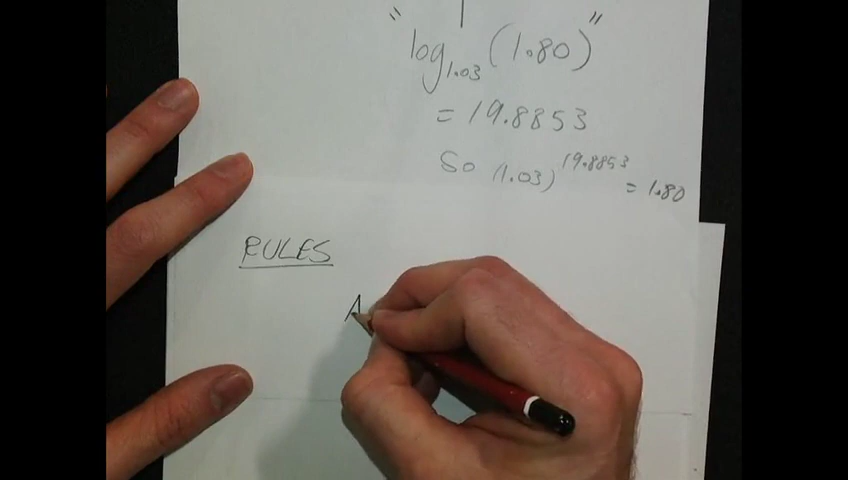 " | "
log₁.₀₃ (1.80)
= 19.8853
So (1.03)^19.8853 = 1.80
RULES
A